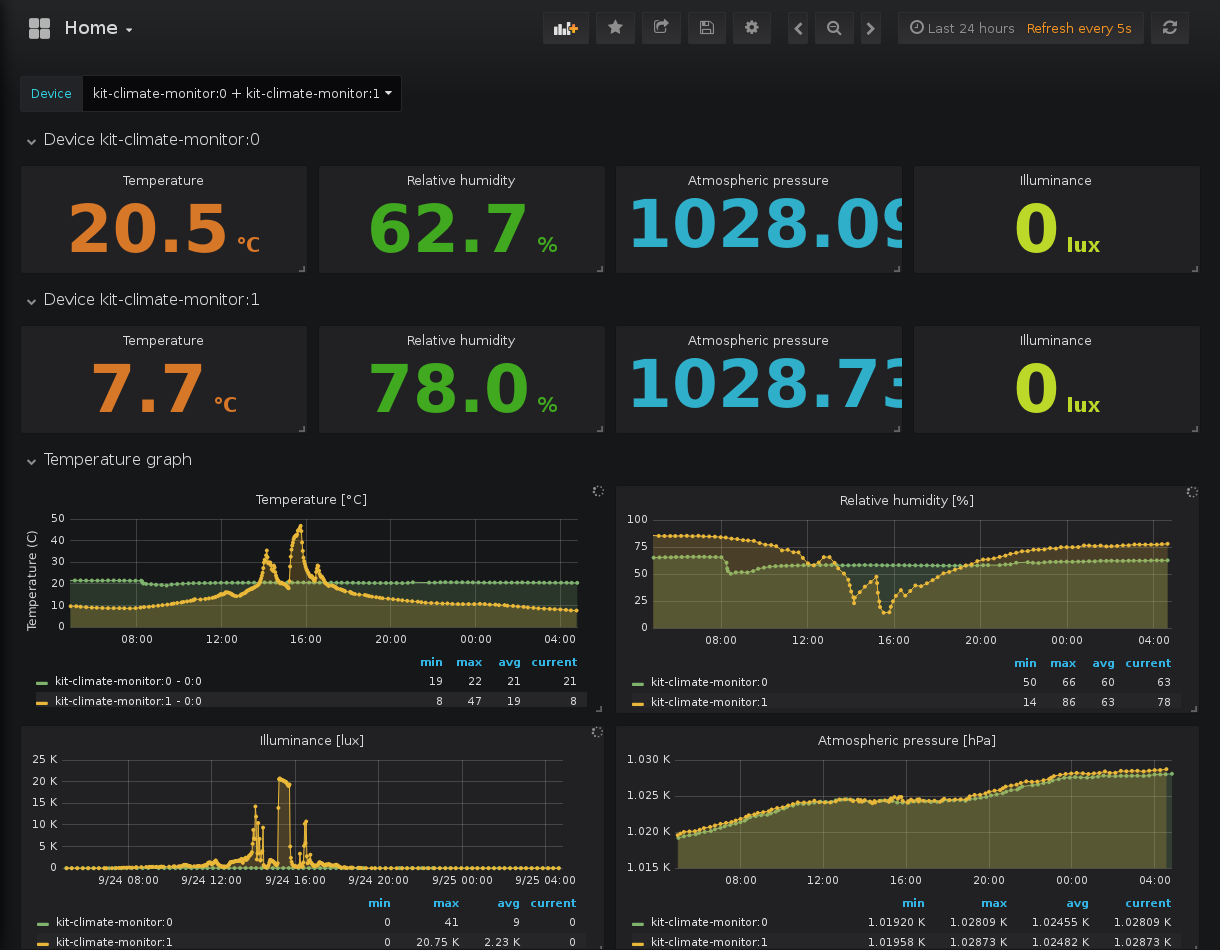 Home
Last 24 hours Refresh every 5s
Device kit-climate-monitor:0 + kit-climate-monitor:1
Device kit-climate-monitor:0
Temperature Relative humidity Atmospheric pressure Illuminance
20.5 °C 62.7 % 1028.09 0 lux
Device kit-climate-monitor:1
Temperature Relative humidity Atmospheric pressure Illuminance
7.7 °C 78.0 % 1028.73 0 lux
Temperature graph
Temperature [°C]
Temperature (C)
50
40
30
20
10
0
08:00 12:00 16:00 20:00 00:00 04:00
min max avg current
kit-climate-monitor:0 - 0:0 19 22 21 21
kit-climate-monitor:1 - 0:0 8 47 19 8
Relative humidity [%]
100
75
50
25
0
08:00 12:00 16:00 20:00 00:00 04:00
min max avg current
kit-climate-monitor:0 50 66 60 63
kit-climate-monitor:1 14 86 63 78
Illuminance [lux]
25 K
20 K
15 K
10 K
5 K
0
9/24 08:00 9/24 12:00 9/24 16:00 9/24 20:00 9/25 00:00 9/25 04:00
min max avg current
kit-climate-monitor:0 0 41 9 0
kit-climate-monitor:1 0 20.75 K 2.23 K 0
Atmospheric pressure [hPa]
1.030 K
1.025 K
1.020 K
1.015 K
08:00 12:00 16:00 20:00 00:00 04:00
min max avg current
kit-climate-monitor:0 1.01920 K 1.02809 K 1.02455 K 1.02809 K
kit-climate-monitor:1 1.01958 K 1.02873 K 1.02482 K 1.02873 K